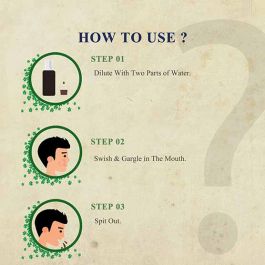 HOW TO USE ?
STEP 01
Dilute With Two Parts of Water.
STEP 02
Swish & Gargle in The Mouth.
STEP 03
Spit Out.